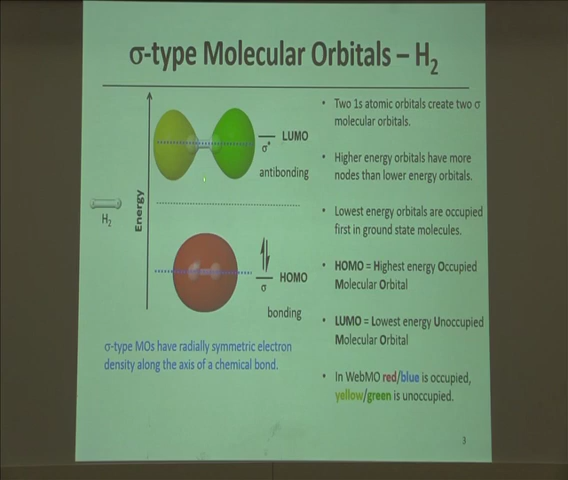 σ-type Molecular Orbitals – H2
Energy
H2
LUMO
σ*
antibonding
HOMO
σ
bonding
σ-type MOs have radially symmetric electron
density along the axis of a chemical bond.
• Two 1s atomic orbitals create two σ
molecular orbitals.
• Higher energy orbitals have more
nodes than lower energy orbitals.
• Lowest energy orbitals are occupied
first in ground state molecules.
• HOMO = Highest energy Occupied
Molecular Orbital
• LUMO = Lowest energy Unoccupied
Molecular Orbital
• In WebMO red/blue is occupied,
yellow/green is unoccupied.
3